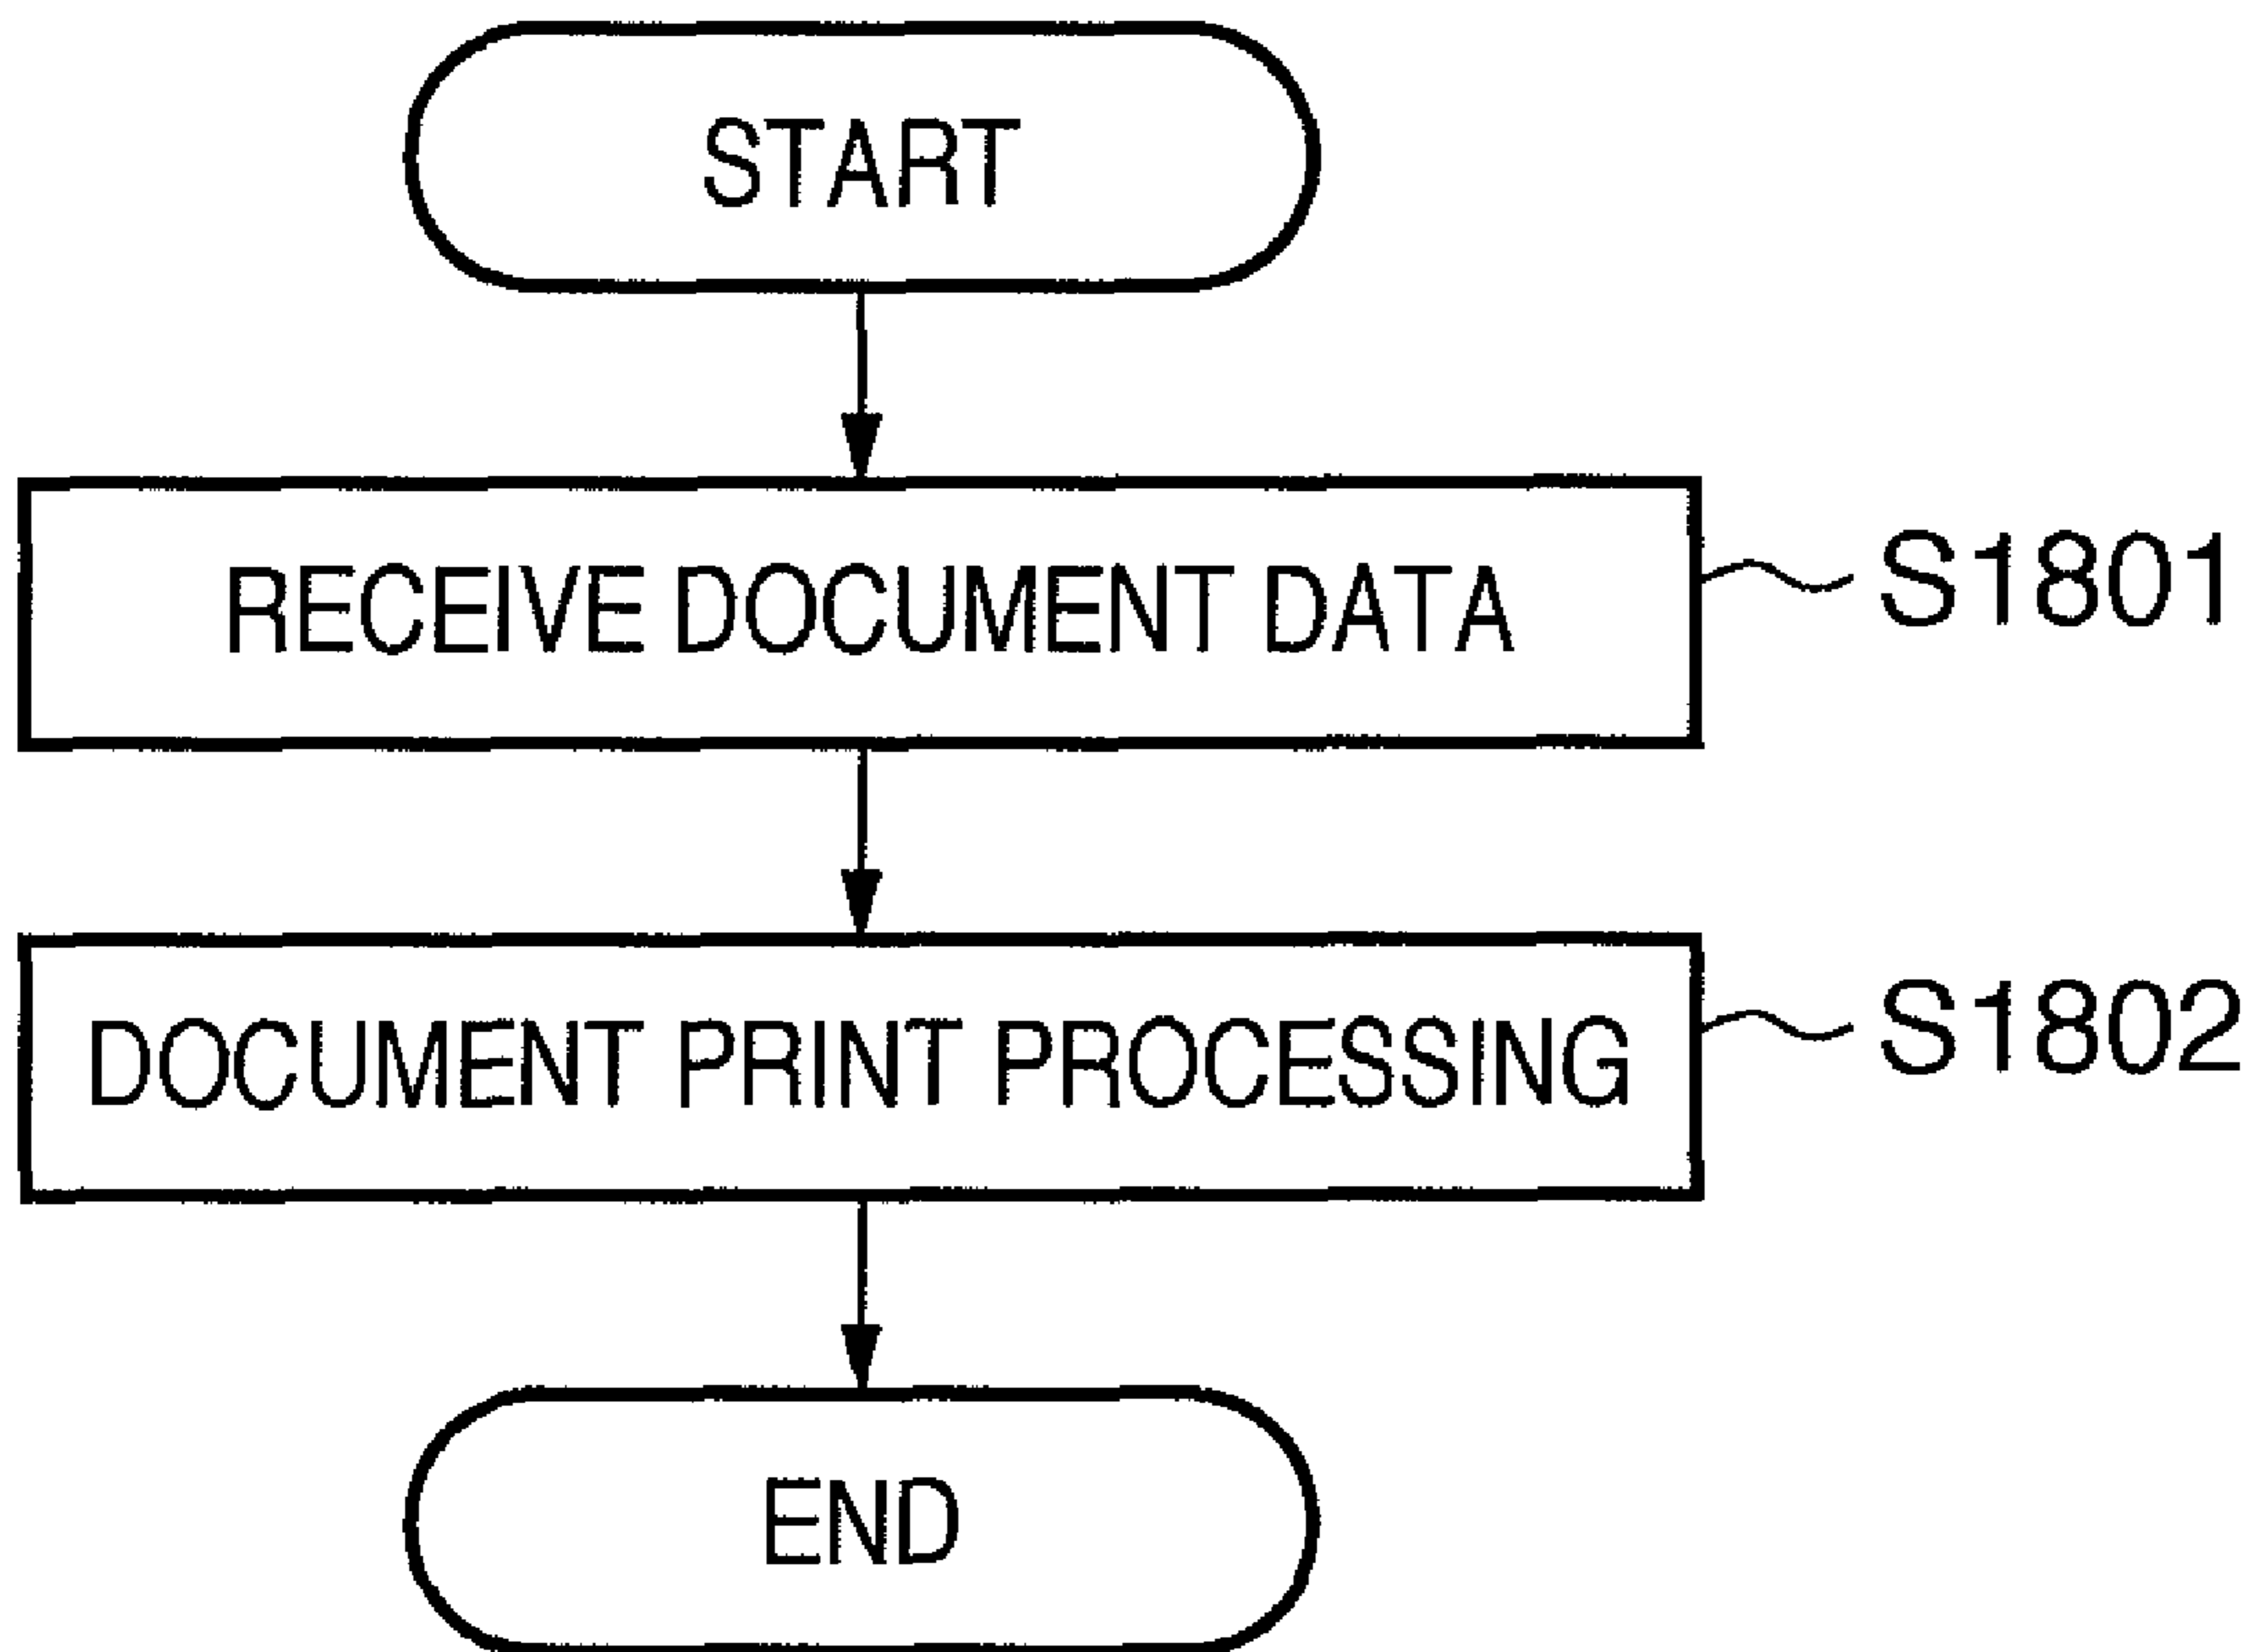 START
RECEIVE DOCUMENT DATA
S1801
DOCUMENT PRINT PROCESSING
S1802
END